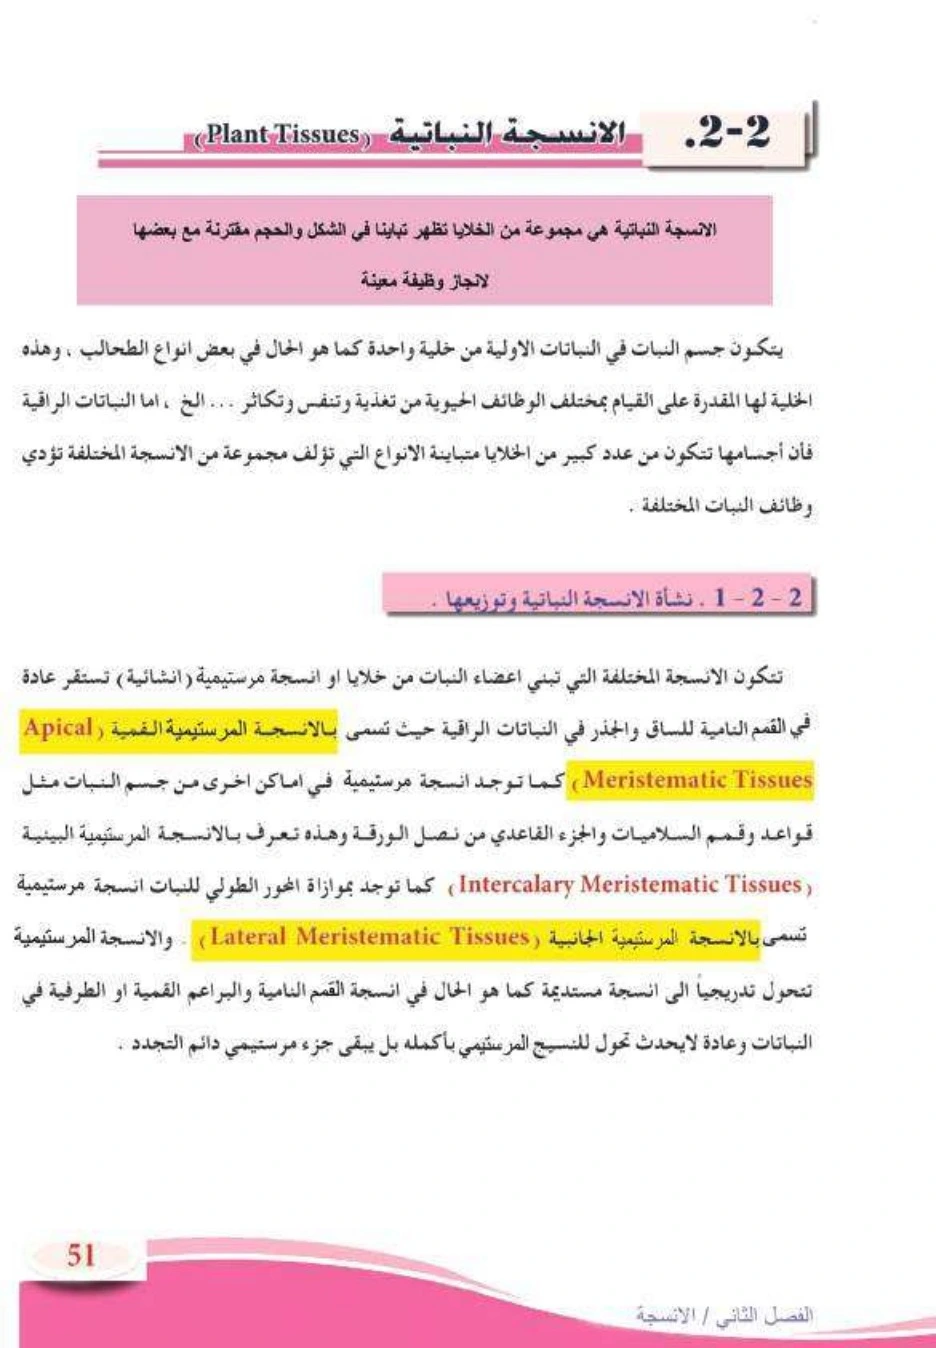 2-2. الانسجة النباتية (Plant Tissues)
الانسجة النباتية هي مجموعة من الخلايا تظهر تباينا في الشكل والحجم مقترنة مع بعضها
لانجاز وظيفة معينة
يتكون جسم النبات في النباتات الاولية من خلية واحدة كما هو الحال في بعض انواع الطحالب ، وهذه
الخلية لها المقدرة على القيام بمختلف الوظائف الحيوية من تغذية وتنفس وتكاثر ... الخ ، اما النباتات الراقية
فأن أجسامها تتكون من عدد كبير من الخلايا متباينة الانواع التي تؤلف مجموعة من الانسجة المختلفة تؤدي
وظائف النبات المختلفة .
2 - 2 - 1 . نشأة الانسجة النباتية وتوزيعها .
تتكون الانسجة المختلفة التي تبني اعضاء النبات من خلايا او انسجة مرستيمية (انشائية) تستقر عادة
في القمم النامية للساق والجذر في النباتات الراقية حيث تسمى بالانسجة المرستيمية القمية (Apical
Meristematic Tissues) كما توجد انسجة مرستيمية في اماكن اخرى من جسم النبات مثل
قواعد وقمم السلاميات والجزء القاعدي من نصل الورقة وهذه تعرف بالانسجة المرستيمية البينية
(Intercalary Meristematic Tissues) كما توجد بموازاة المحور الطولي للنبات انسجة مرستيمية
تسمى بالانسجة المرستيمية الجانبية (Lateral Meristematic Tissues) . والانسجة المرستيمية
تتحول تدريجياً الى انسجة مستديمة كما هو الحال في انسجة القمم النامية والبراعم القمية او الطرفية في
النباتات وعادة لايحدث تحول للنسيج المرستيمي بأكمله بل يبقى جزء مرستيمي دائم التجدد .
51
الفصل الثاني / الانسجة